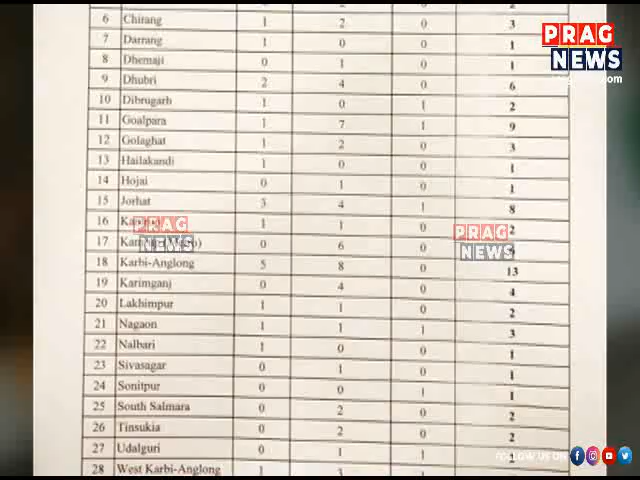 PRAG
NEWS
6 Chirang 1 2 0 3
7 Darrang 1 0 0 1
8 Dhemaji 0 1 0 1
9 Dhubri 2 4 0 6
10 Dibrugarh 1 0 1 2
11 Goalpara 1 7 1 9
12 Golaghat 1 2 0 3
13 Hailakandi 1 0 0 1
14 Hojai 0 1 0 1
15 Jorhat 3 4 1 8
16 1 1 0 2
17 0 6 0
18 Karbi-Anglong 5 8 0 13
19 Karimganj 0 4 0 4
20 Lakhimpur 1 1 0 2
21 Nagaon 1 1 1 3
22 Nalbari 1 0 0 1
23 Sivasagar 0 1 0 1
24 Sonitpur 0 0 1 1
25 South Salmara 0 2 0 2
26 Tinsukia 0 2 0 2
27 Udalguri 0 1 1 2
28 West Karbi-Anglong 1 3 1
PRAG
NEWS
PRAG
NEWS
FOLLOW US ON